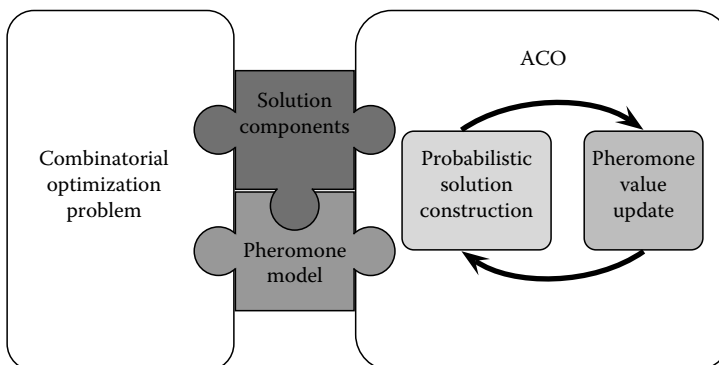 Combinatorial
optimization
problem
Solution
components
Pheromone
model
ACO
Probabilistic
solution
construction
Pheromone
value
update